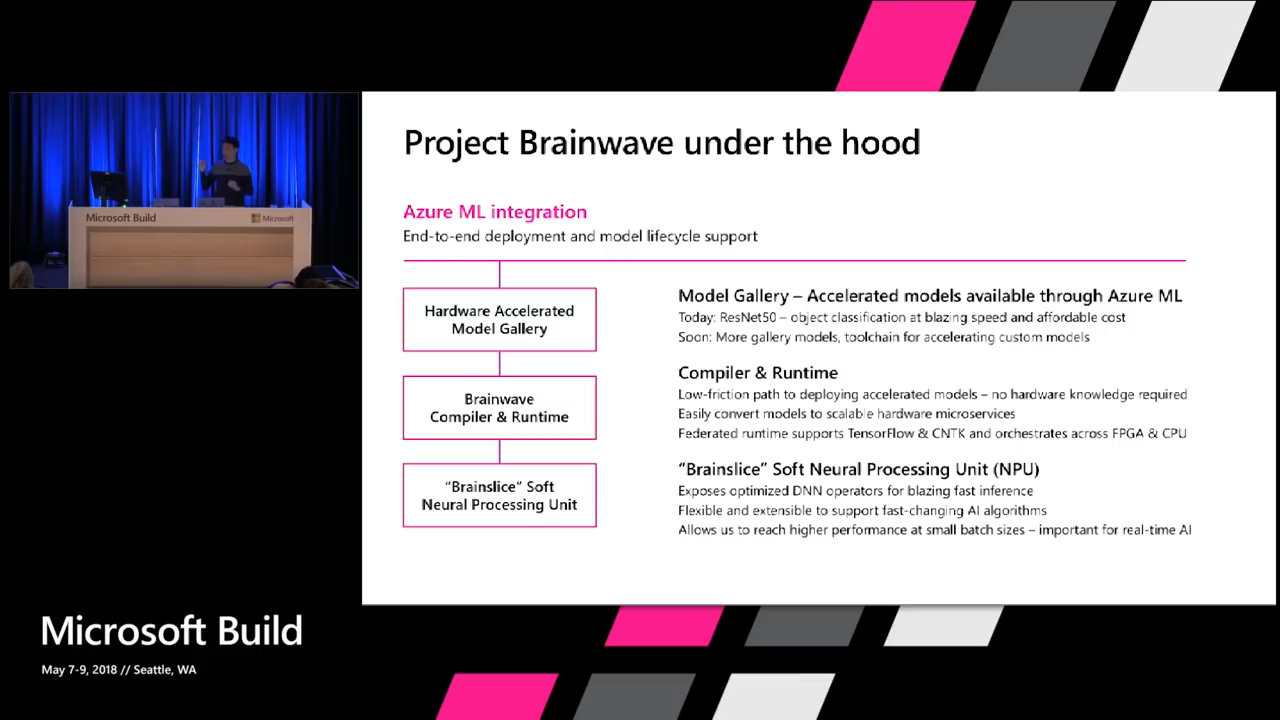 Project Brainwave under the hood
Azure ML integration
End-to-end deployment and model lifecycle support
Hardware Accelerated
Model Gallery
Brainwave
Compiler & Runtime
"Brainslice" Soft
Neural Processing Unit
Model Gallery – Accelerated models available through Azure ML
Today: ResNet50 – object classification at blazing speed and affordable cost
Soon: More gallery models, toolchain for accelerating custom models
Compiler & Runtime
Low-friction path to deploying accelerated models – no hardware knowledge required
Easily convert models to scalable hardware microservices
Federated runtime supports TensorFlow & CNTK and orchestrates across FPGA & CPU
“Brainslice” Soft Neural Processing Unit (NPU)
Exposes optimized DNN operators for blazing fast inference
Flexible and extensible to support fast-changing AI algorithms
Allows us to reach higher performance at small batch sizes – important for real-time AI
Microsoft Build
Microsoft
Microsoft Build
May 7-9, 2018 // Seattle, WA